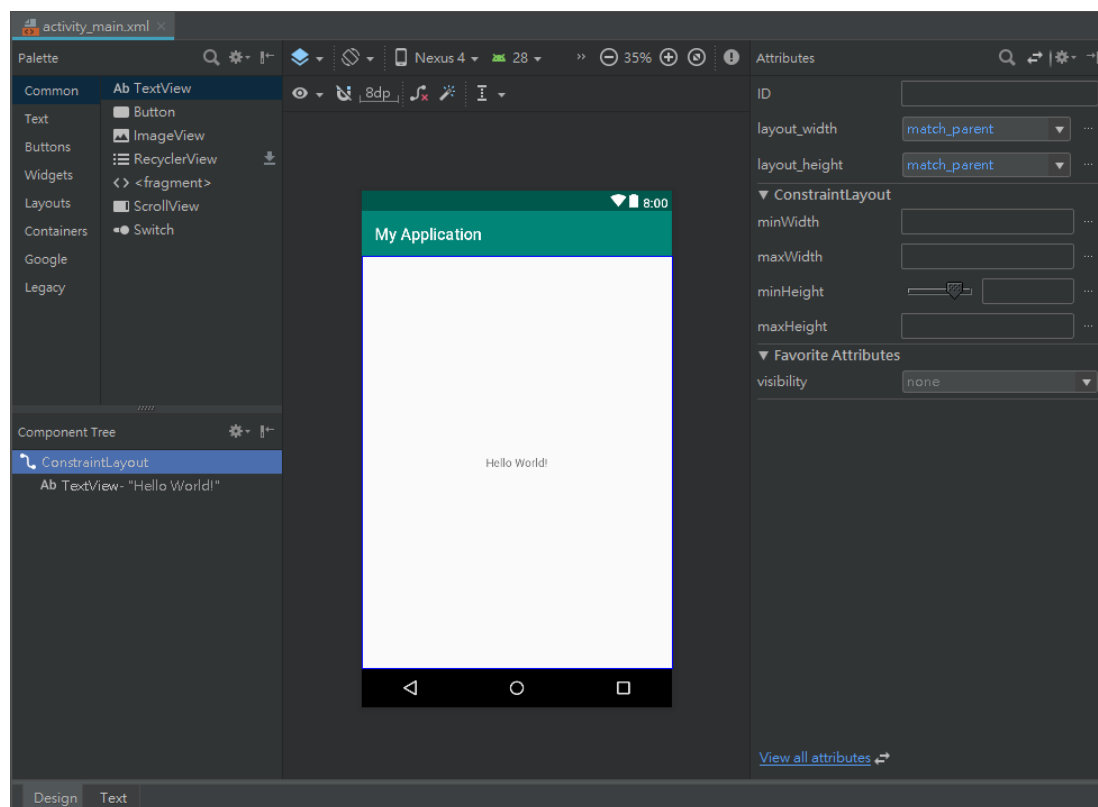 activity_main.xml
Palette
Nexus 4
28
35%
Attributes
Common
Text
Buttons
Widgets
Layouts
Containers
Google
Legacy
Ab TextView
Button
ImageView
RecyclerView
<> <fragment>
ScrollView
Switch
8dp
8:00
My Application
Hello World!
ID
layout_width match_parent
layout_height match_parent
ConstraintLayout
minWidth
maxWidth
minHeight
maxHeight
Favorite Attributes
visibility none
View all attributes
Component Tree
ConstraintLayout
Ab TextView- "Hello World!"
Design Text